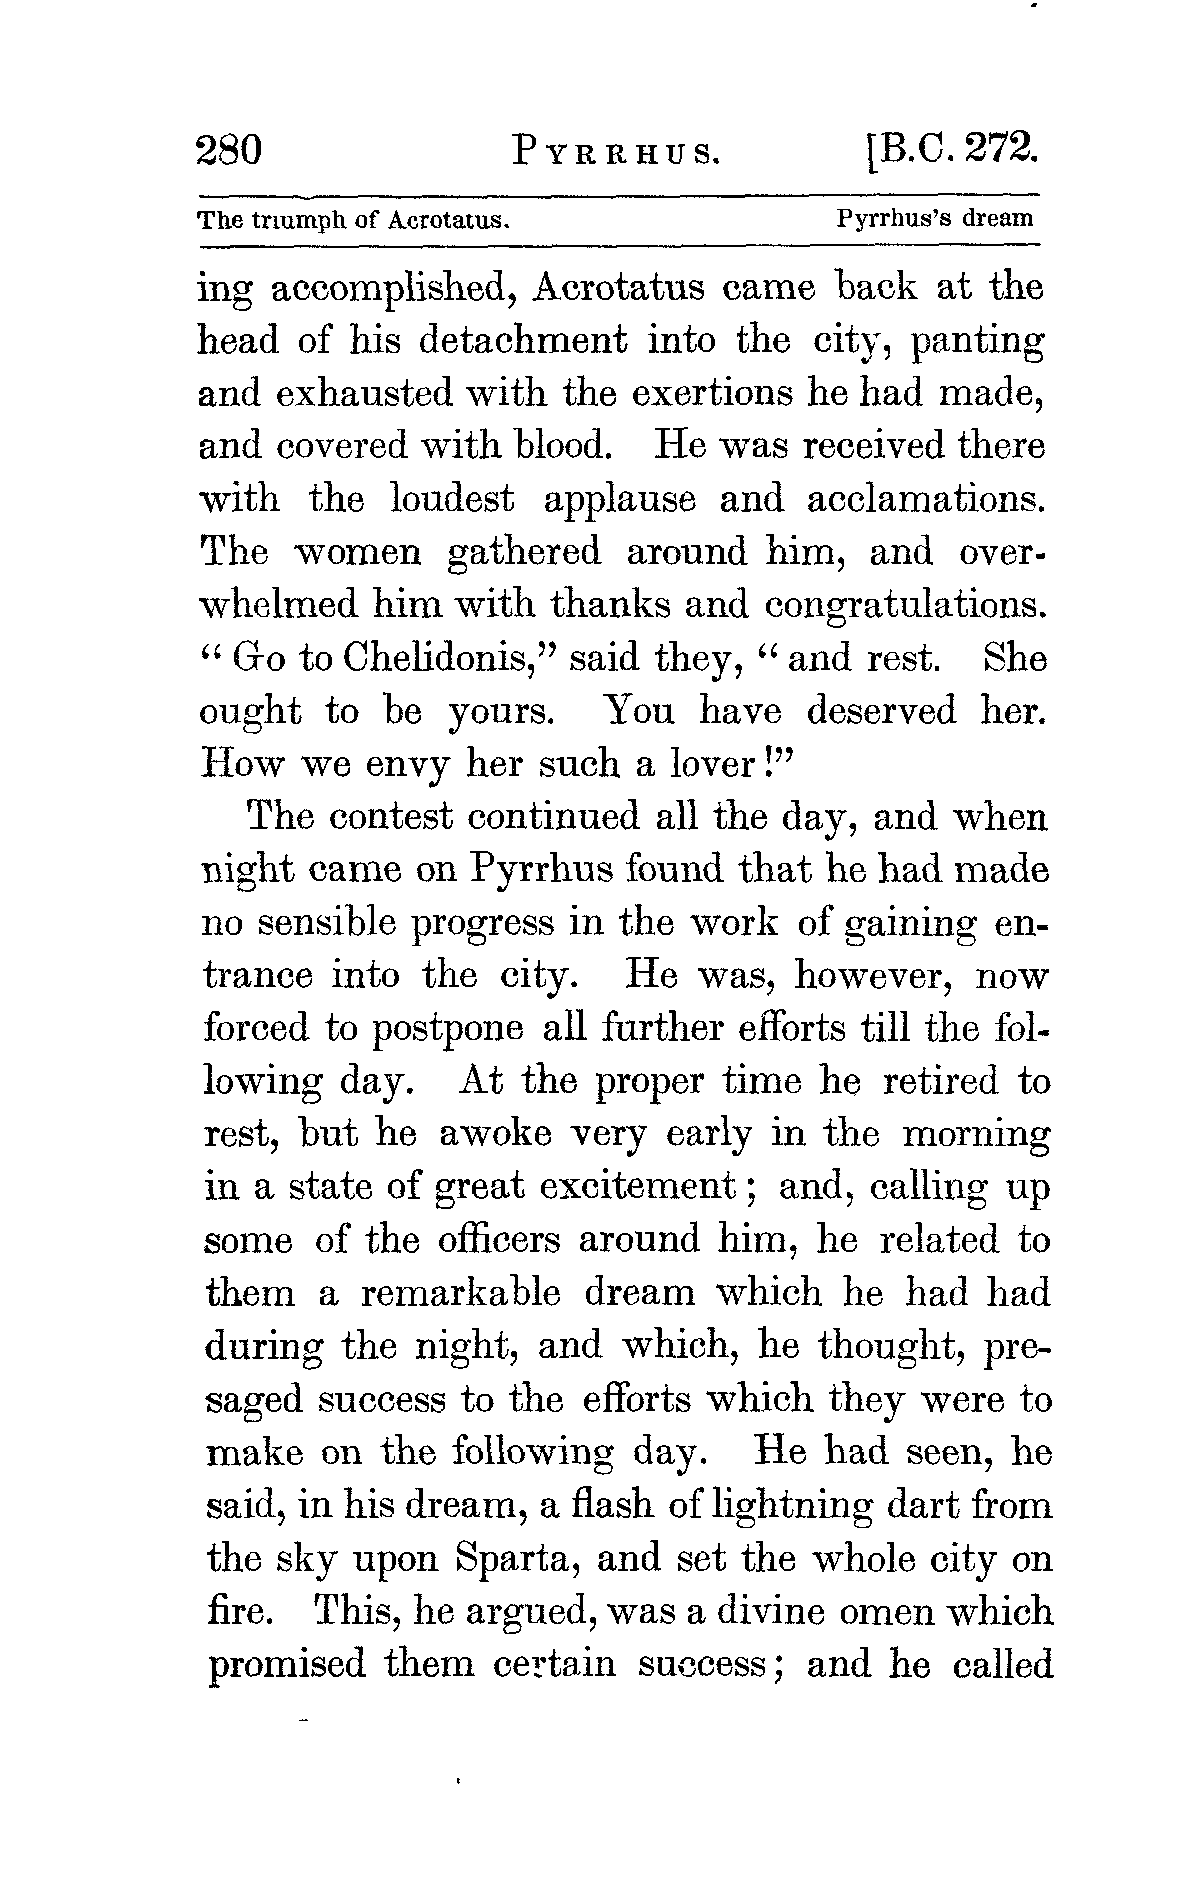 280 PYRRHUS. [B.C. 272.
The triumph of Acrotatus. Pyrrhus's dream
ing accomplished, Acrotatus came back at the
head of his detachment into the city, panting
and exhausted with the exertions he had made,
and covered with blood. He was received there
with the loudest applause and acclamations.
The women gathered around him, and over-
whelmed him with thanks and congratulations.
“ Go to Chelidonis,” said they, “ and rest. She
ought to be yours. You have deserved her.
How we envy her such a lover !”
The contest continued all the day, and when
night came on Pyrrhus found that he had made
no sensible progress in the work of gaining en-
trance into the city. He was, however, now
forced to postpone all further efforts till the fol-
lowing day. At the proper time he retired to
rest, but he awoke very early in the morning
in a state of great excitement ; and, calling up
some of the officers around him, he related to
them a remarkable dream which he had had
during the night, and which, he thought, pre-
saged success to the efforts which they were to
make on the following day. He had seen, he
said, in his dream, a flash of lightning dart from
the sky upon Sparta, and set the whole city on
fire. This, he argued, was a divine omen which
promised them certain success ; and he called